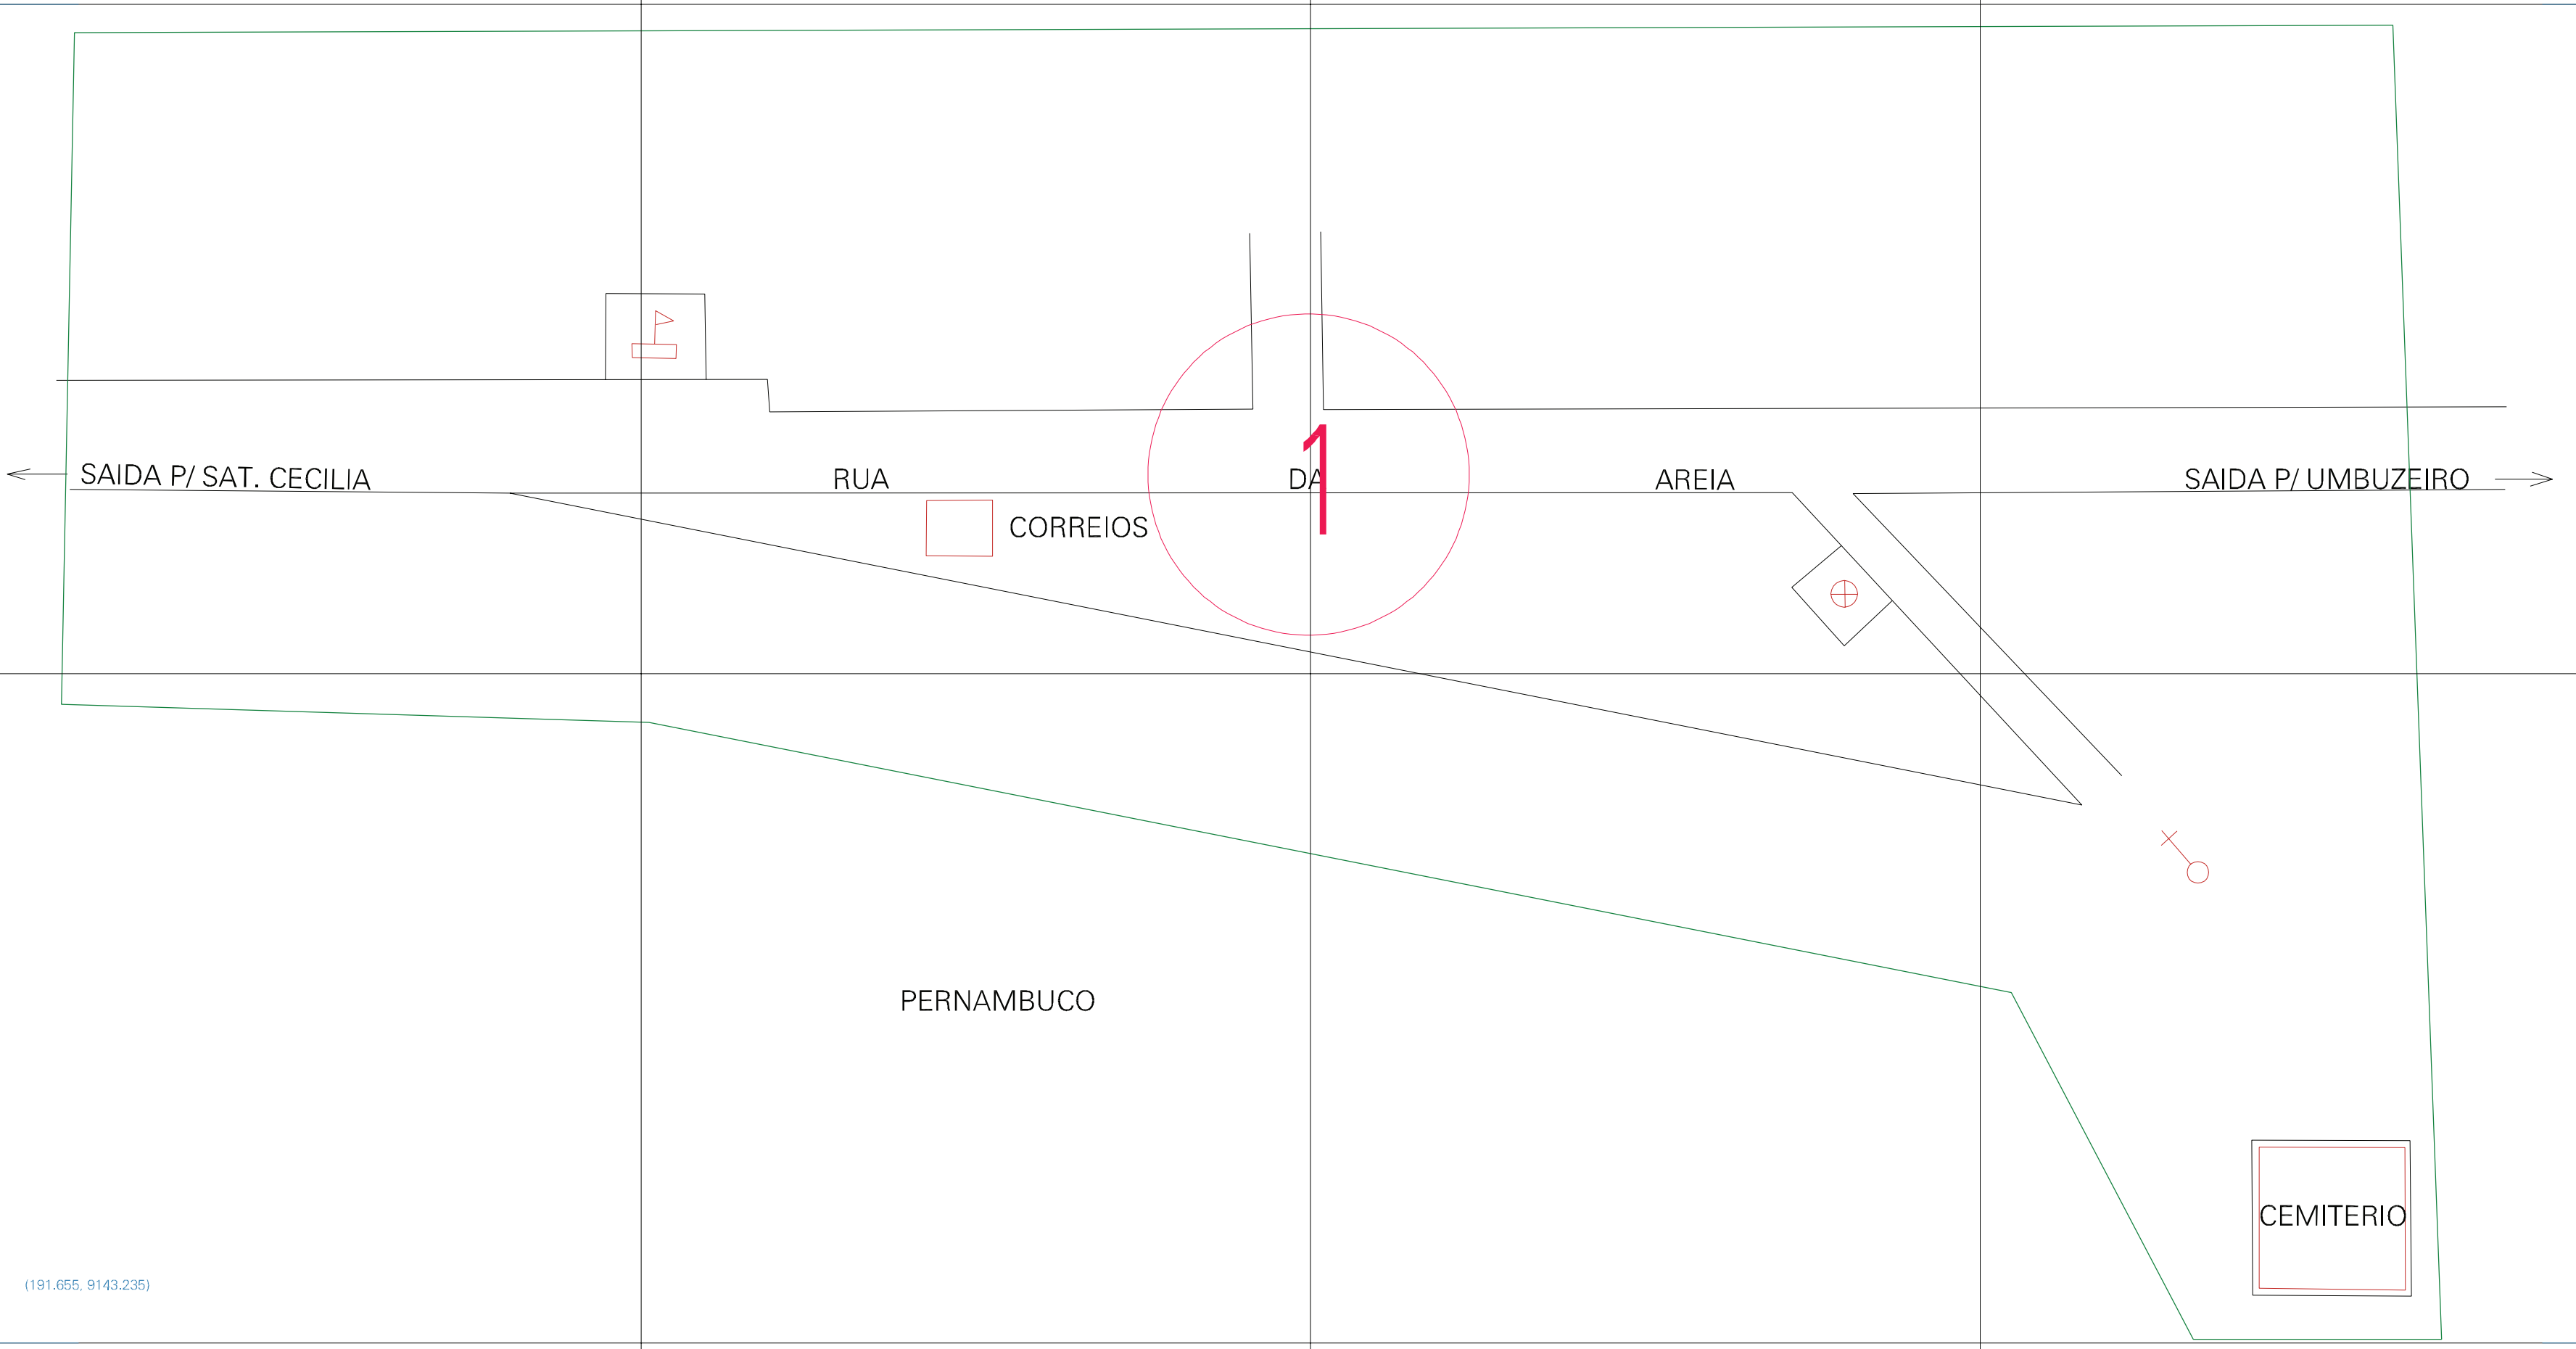 SAIDA P/ SAT. CECILIA
RUA DA AREIA
SAIDA P/ UMBUZEIRO
1
CORREIOS
PERNAMBUCO
CEMITERIO
(191.655, 9143.235)